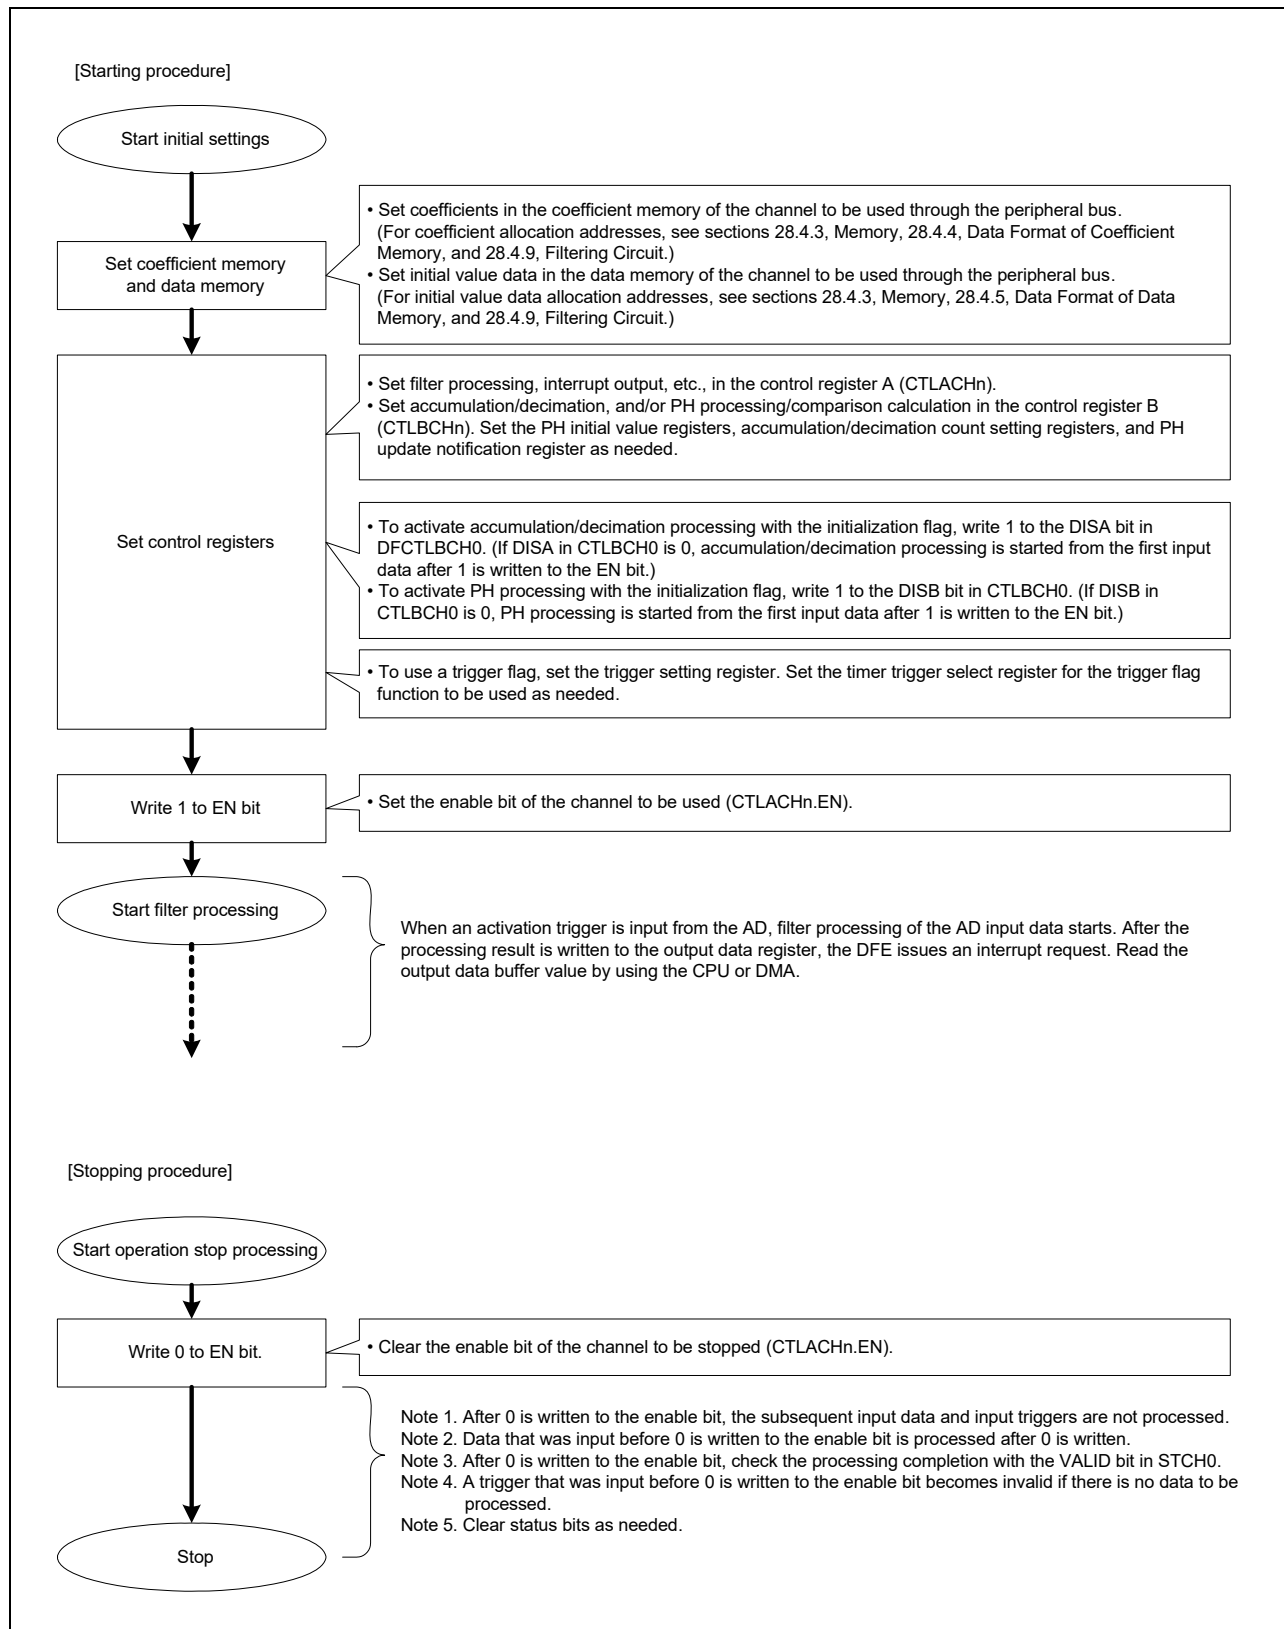 [Starting procedure]
Start initial settings
Set coefficient memory
and data memory
• Set coefficients in the coefficient memory of the channel to be used through the peripheral bus.
(For coefficient allocation addresses, see sections 28.4.3, Memory, 28.4.4, Data Format of Coefficient
Memory, and 28.4.9, Filtering Circuit.)
• Set initial value data in the data memory of the channel to be used through the peripheral bus.
(For initial value data allocation addresses, see sections 28.4.3, Memory, 28.4.5, Data Format of Data
Memory, and 28.4.9, Filtering Circuit.)
Set control registers
• Set filter processing, interrupt output, etc., in the control register A (CTLACHn).
• Set accumulation/decimation, and/or PH processing/comparison calculation in the control register B
(CTLBCHn). Set the PH initial value registers, accumulation/decimation count setting registers, and PH
update notification register as needed.
• To activate accumulation/decimation processing with the initialization flag, write 1 to the DISA bit in
DFCTLBCH0. (If DISA in CTLBCH0 is 0, accumulation/decimation processing is started from the first input
data after 1 is written to the EN bit.)
• To activate PH processing with the initialization flag, write 1 to the DISB bit in CTLBCH0. (If DISB in
CTLBCH0 is 0, PH processing is started from the first input data after 1 is written to the EN bit.)
• To use a trigger flag, set the trigger setting register. Set the timer trigger select register for the trigger flag
function to be used as needed.
Write 1 to EN bit
• Set the enable bit of the channel to be used (CTLACHn.EN).
Start filter processing
When an activation trigger is input from the AD, filter processing of the AD input data starts. After the
processing result is written to the output data register, the DFE issues an interrupt request. Read the
output data buffer value by using the CPU or DMA.
[Stopping procedure]
Start operation stop processing
Write 0 to EN bit.
• Clear the enable bit of the channel to be stopped (CTLACHn.EN).
Note 1. After 0 is written to the enable bit, the subsequent input data and input triggers are not processed.
Note 2. Data that was input before 0 is written to the enable bit is processed after 0 is written.
Note 3. After 0 is written to the enable bit, check the processing completion with the VALID bit in STCH0.
Note 4. A trigger that was input before 0 is written to the enable bit becomes invalid if there is no data to be
processed.
Note 5. Clear status bits as needed.
Stop